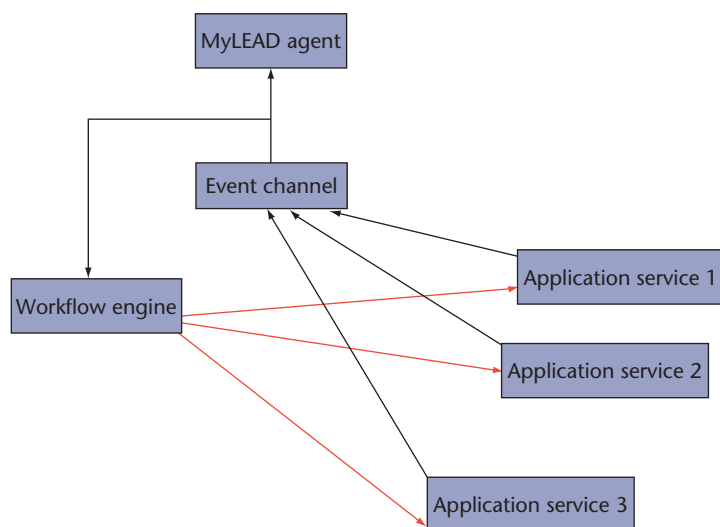 MyLEAD agent
Event channel
Application service 1
Workflow engine
Application service 2
Application service 3